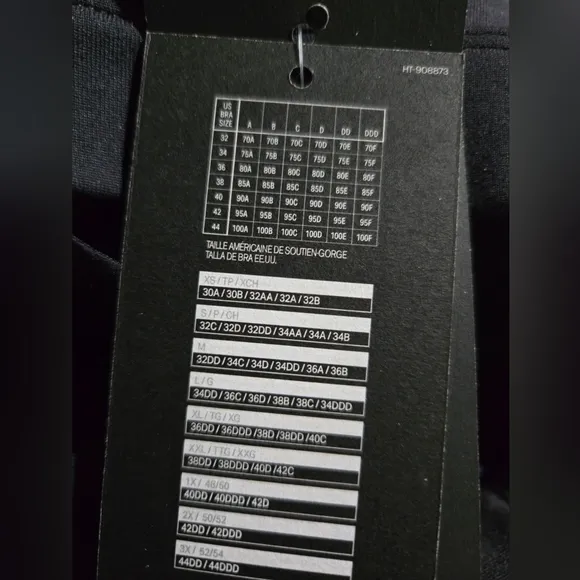 HT-908873
US BRA SIZE A B C D DD DDD
32 70A 70B 70C 70D 70E 70F
34 75A 75B 75C 75D 75E 75F
36 80A 80B 80C 80D 80E 80F
38 85A 85B 85C 85D 85E 85F
40 90A 90B 90C 90D 90E 90F
42 95A 95B 95C 95D 95E 95F
44 100A 100B 100C 100D 100E 100F
TAILLE AMÉRICAINE DE SOUTIEN-GORGE
TALLA DE BRA EE.UU.
XS / TP / XCH
30A / 30B / 32AA / 32A / 32B
S / P / CH
32C / 32D / 32DD / 34AA / 34A / 34B
M
32DD / 34C / 34D / 34DD / 36A / 36B
L / G
34DD / 36C / 36D / 38B / 38C / 34DDD
XL / TG / XG
36DD / 36DDD / 38D / 38DD / 40C
XXL / TTG / XXG
38DD / 38DDD / 40D / 42C
1X / 48/50
40DD / 40DDD / 42D
2X / 50/52
42DD / 42DDD
3X / 52/54
44DD / 44DDD